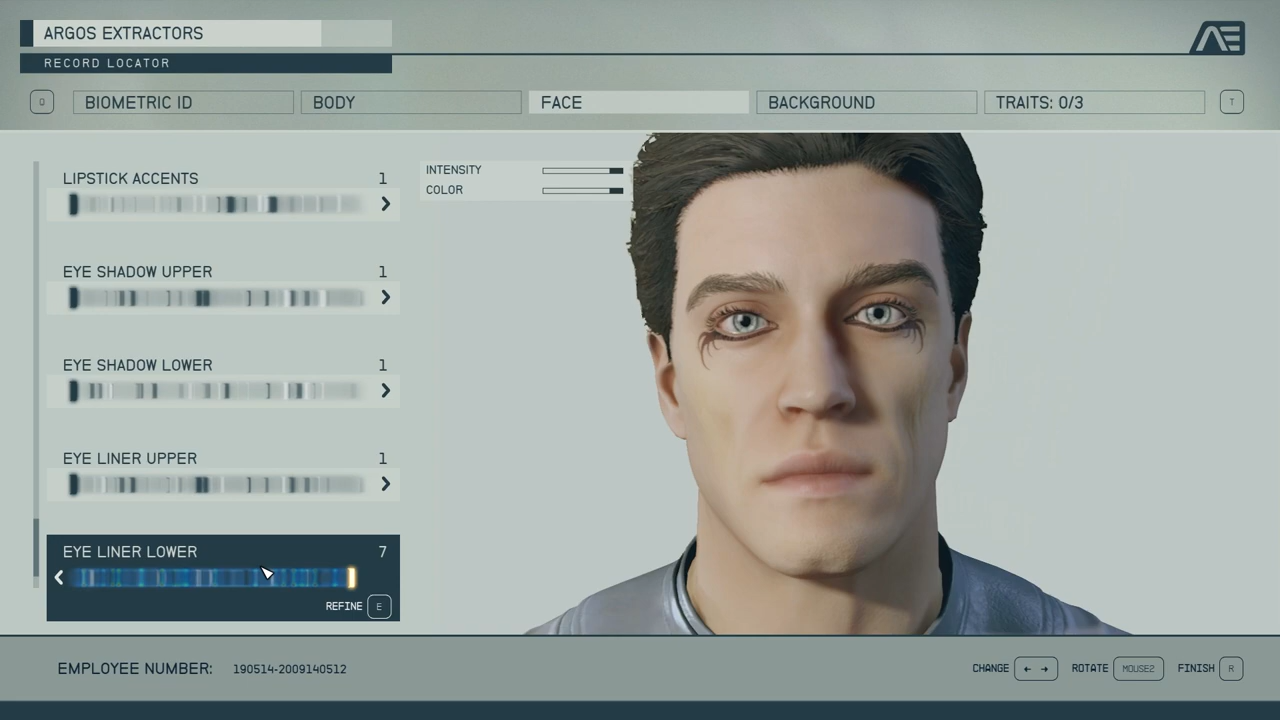 ARGOS EXTRACTORS
RECORD LOCATOR
Q BIOMETRIC ID BODY FACE BACKGROUND TRAITS: 0/3 T
LIPSTICK ACCENTS 1
INTENSITY
COLOR
EYE SHADOW UPPER 1
EYE SHADOW LOWER 1
EYE LINER UPPER 1
EYE LINER LOWER 7
REFINE E
EMPLOYEE NUMBER: 190514-2009140512
CHANGE ← → ROTATE MOUSE2 FINISH R